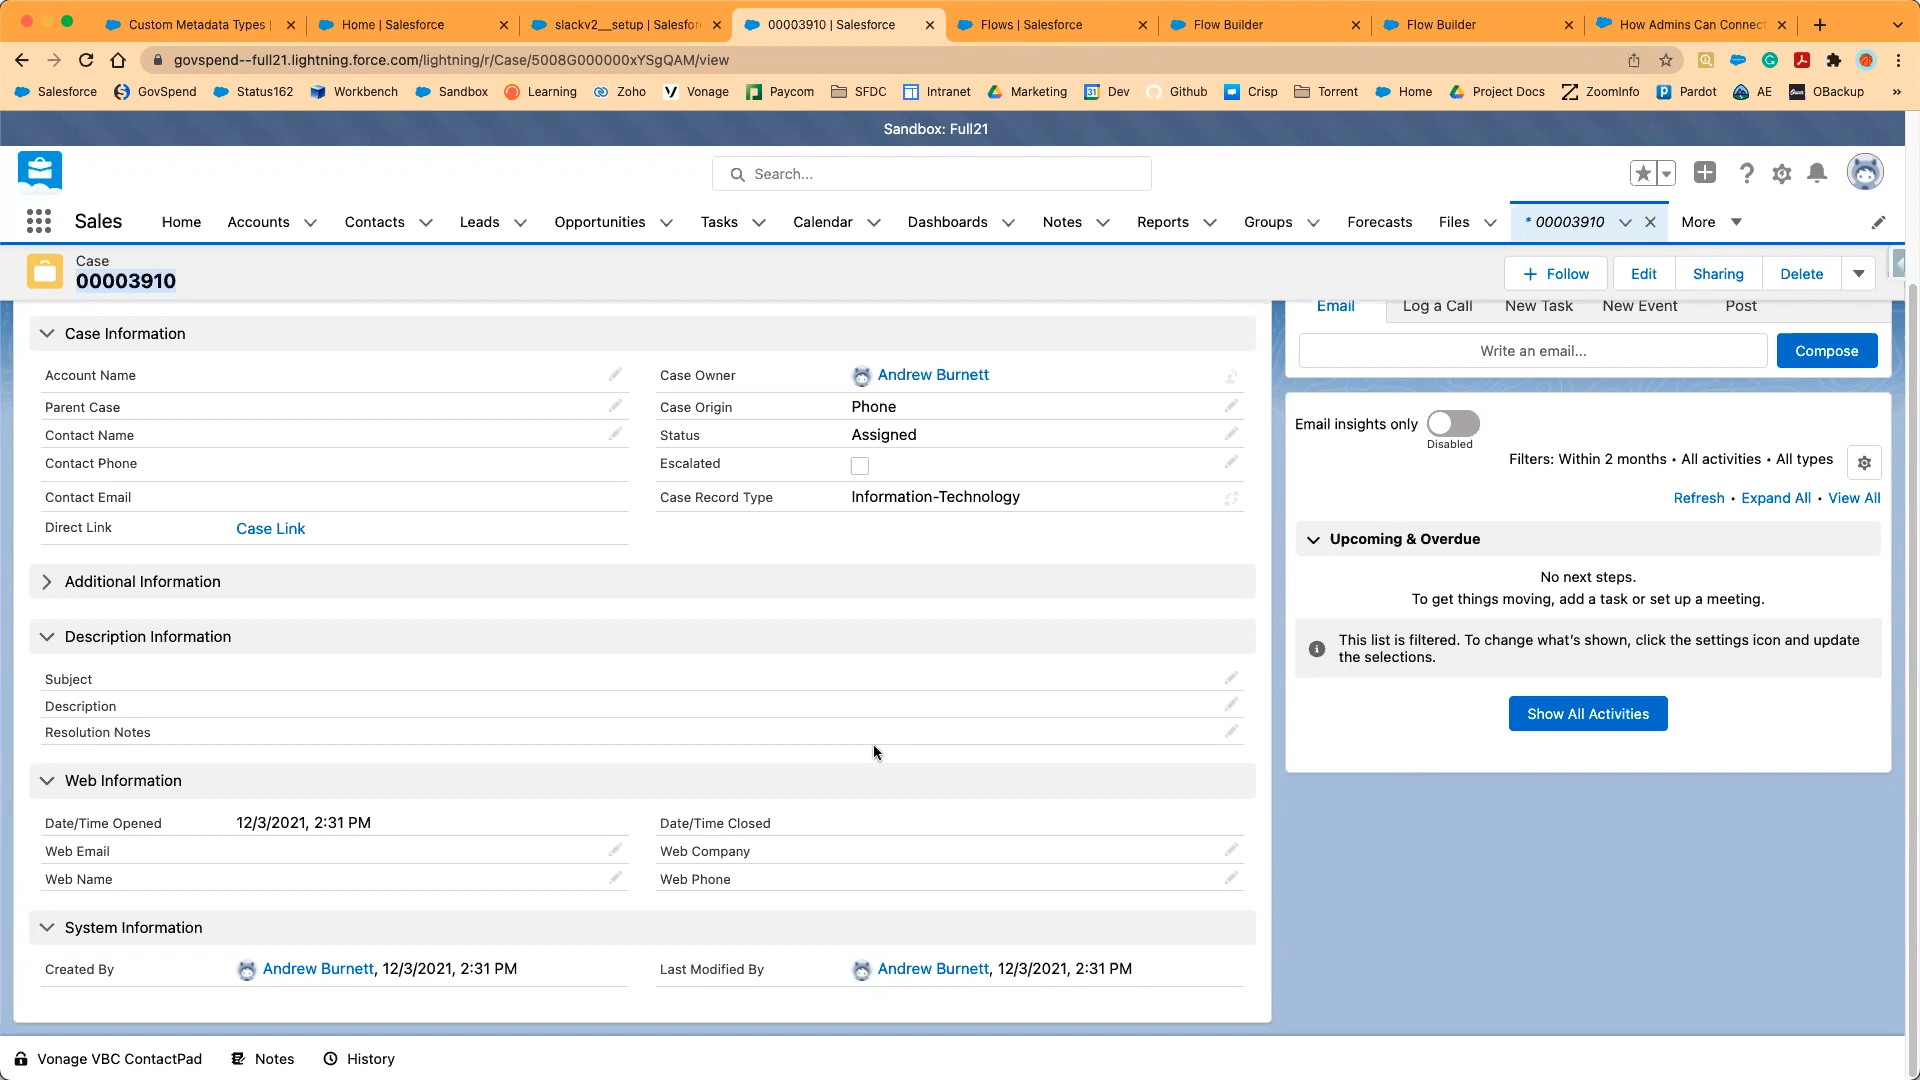 Custom Metadata Types |
Home | Salesforce
slackv2__setup | Salesfor
00003910 | Salesforce
Flows | Salesforce
Flow Builder
Flow Builder
How Admins Can Connect
govspend--full21.lightning.force.com/lightning/r/Case/5008G000000xYSgQAM/view
Salesforce GovSpend Status162 Workbench Sandbox Learning Zoho Vonage Paycom SFDC Intranet Marketing Dev Github Crisp Torrent Home Project Docs ZoomInfo Pardot AE OBackup »
Sandbox: Full21
Search...
Sales Home Accounts Contacts Leads Opportunities Tasks Calendar Dashboards Notes Reports Groups Forecasts Files * 00003910 More
Case
00003910
+ Follow Edit Sharing Delete
Case Information
Account Name
Case Owner Andrew Burnett
Parent Case
Case Origin Phone
Contact Name
Status Assigned
Contact Phone
Escalated
Contact Email
Case Record Type Information-Technology
Direct Link Case Link
Additional Information
Description Information
Subject
Description
Resolution Notes
Web Information
Date/Time Opened 12/3/2021, 2:31 PM
Date/Time Closed
Web Email
Web Company
Web Name
Web Phone
System Information
Created By Andrew Burnett, 12/3/2021, 2:31 PM
Last Modified By Andrew Burnett, 12/3/2021, 2:31 PM
Email Log a Call New Task New Event Post
Write an email...
Compose
Email insights only
Disabled
Filters: Within 2 months • All activities • All types
Refresh • Expand All • View All
Upcoming & Overdue
No next steps.
To get things moving, add a task or set up a meeting.
This list is filtered. To change what's shown, click the settings icon and update
the selections.
Show All Activities
Vonage VBC ContactPad Notes History